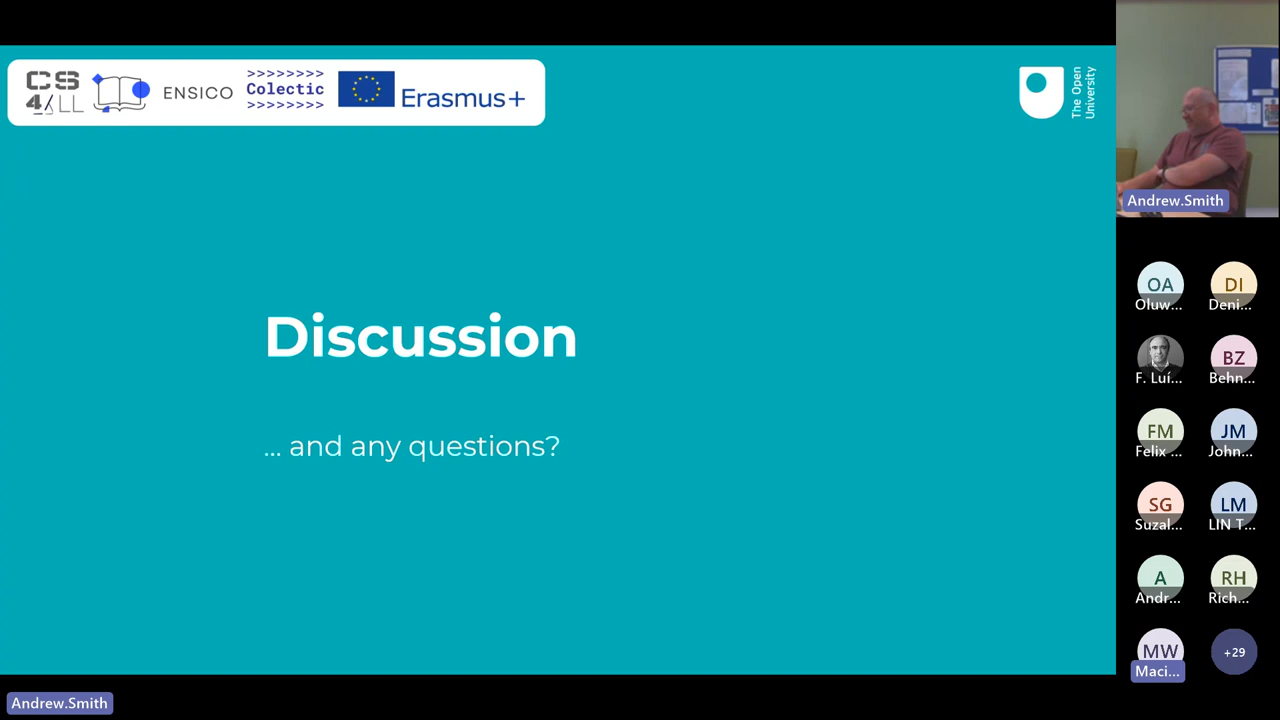 CS
4ALL
ENSICO
>>>>>>>>
Colectic
>>>>>>>>
Erasmus+
The Open
University
Discussion
... and any questions?
Andrew.Smith
OA
Oluw...
DI
Deni...
F. Luí...
BZ
Behn...
FM
Felix ...
JM
John...
SG
Suzal...
LM
LIN T...
A
Andr...
RH
Rich...
MW
Maci...
+29
Andrew.Smith